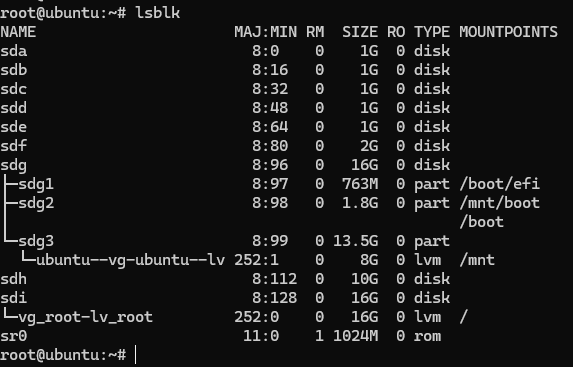 root@ubuntu:~# lsblk
NAME                      MAJ:MIN RM  SIZE RO TYPE MOUNTPOINTS
sda                         8:0    0    1G  0 disk
sdb                         8:16   0    1G  0 disk
sdc                         8:32   0    1G  0 disk
sdd                         8:48   0    1G  0 disk
sde                         8:64   0    1G  0 disk
sdf                         8:80   0    2G  0 disk
sdg                         8:96   0   16G  0 disk
├─sdg1                      8:97   0  763M  0 part /boot/efi
├─sdg2                      8:98   0  1.8G  0 part /mnt/boot
│                                                  /boot
└─sdg3                      8:99   0 13.5G  0 part
  └─ubuntu--vg-ubuntu--lv 252:1    0    8G  0 lvm  /mnt
sdh                         8:112  0   10G  0 disk
sdi                         8:128  0   16G  0 disk
└─vg_root-lv_root         252:0    0   16G  0 lvm  /
sr0                        11:0    1 1024M  0 rom
root@ubuntu:~#